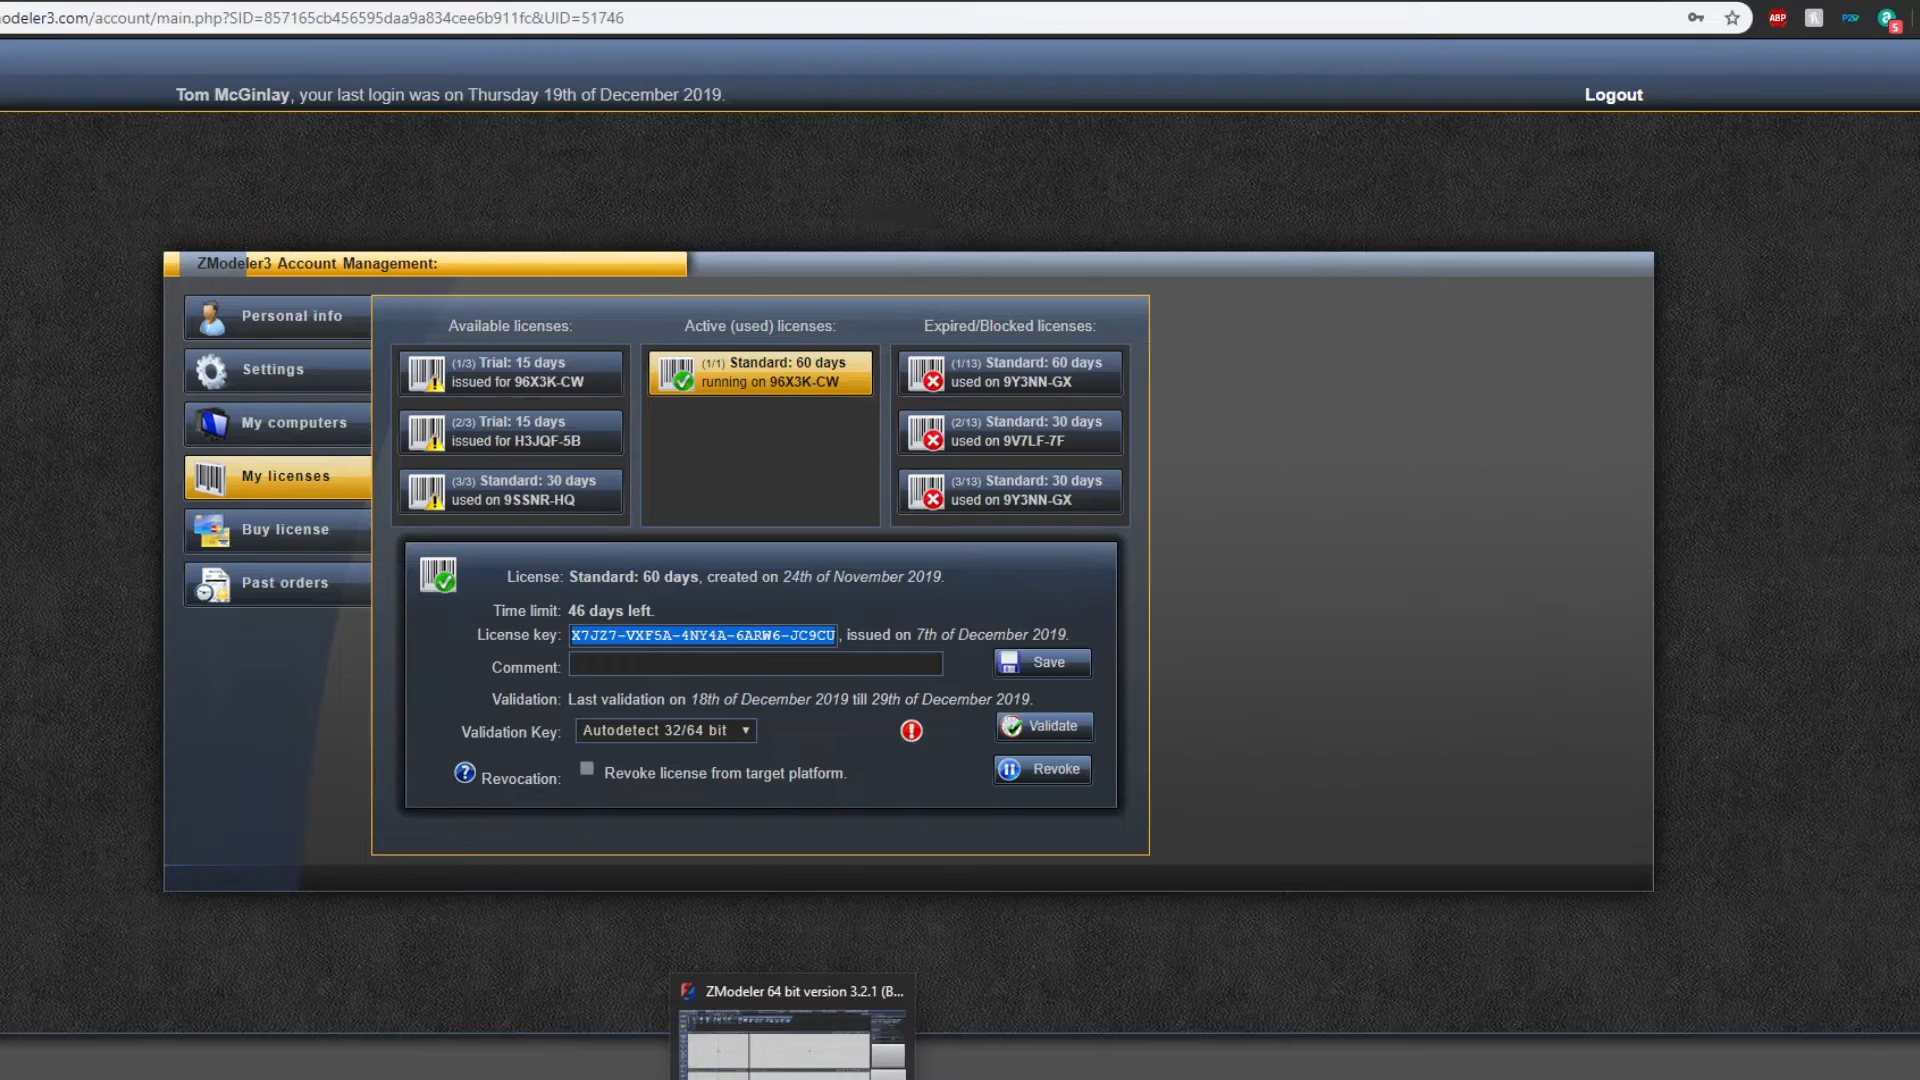 odeler3.com/account/main.php?SID=857165cb456595daa9a834cee6b911fc&UID=51746
ABP
P2P
a
S
Tom McGinlay, your last login was on Thursday 19th of December 2019.
Logout
ZModeler3 Account Management:
Personal info
Settings
My computers
My licenses
Buy license
Past orders
Available licenses:
(1/3) Trial: 15 days
issued for 96X3K-CW
(2/3) Trial: 15 days
issued for H3JQF-5B
(3/3) Standard: 30 days
used on 9SSNR-HQ
Active (used) licenses:
(1/1) Standard: 60 days
running on 96X3K-CW
Expired/Blocked licenses:
(1/13) Standard: 60 days
used on 9Y3NN-GX
(2/13) Standard: 30 days
used on 9V7LF-7F
(3/13) Standard: 30 days
used on 9Y3NN-GX
License: Standard: 60 days, created on 24th of November 2019.
Time limit: 46 days left.
License key: X7JZ7-VXF5A-4NY4A-6ARW6-JC9CU, issued on 7th of December 2019.
Comment:
Save
Validation: Last validation on 18th of December 2019 till 29th of December 2019.
Validation Key: Autodetect 32/64 bit
Validate
Revocation: Revoke license from target platform.
Revoke
ZModeler 64 bit version 3.2.1 (B...